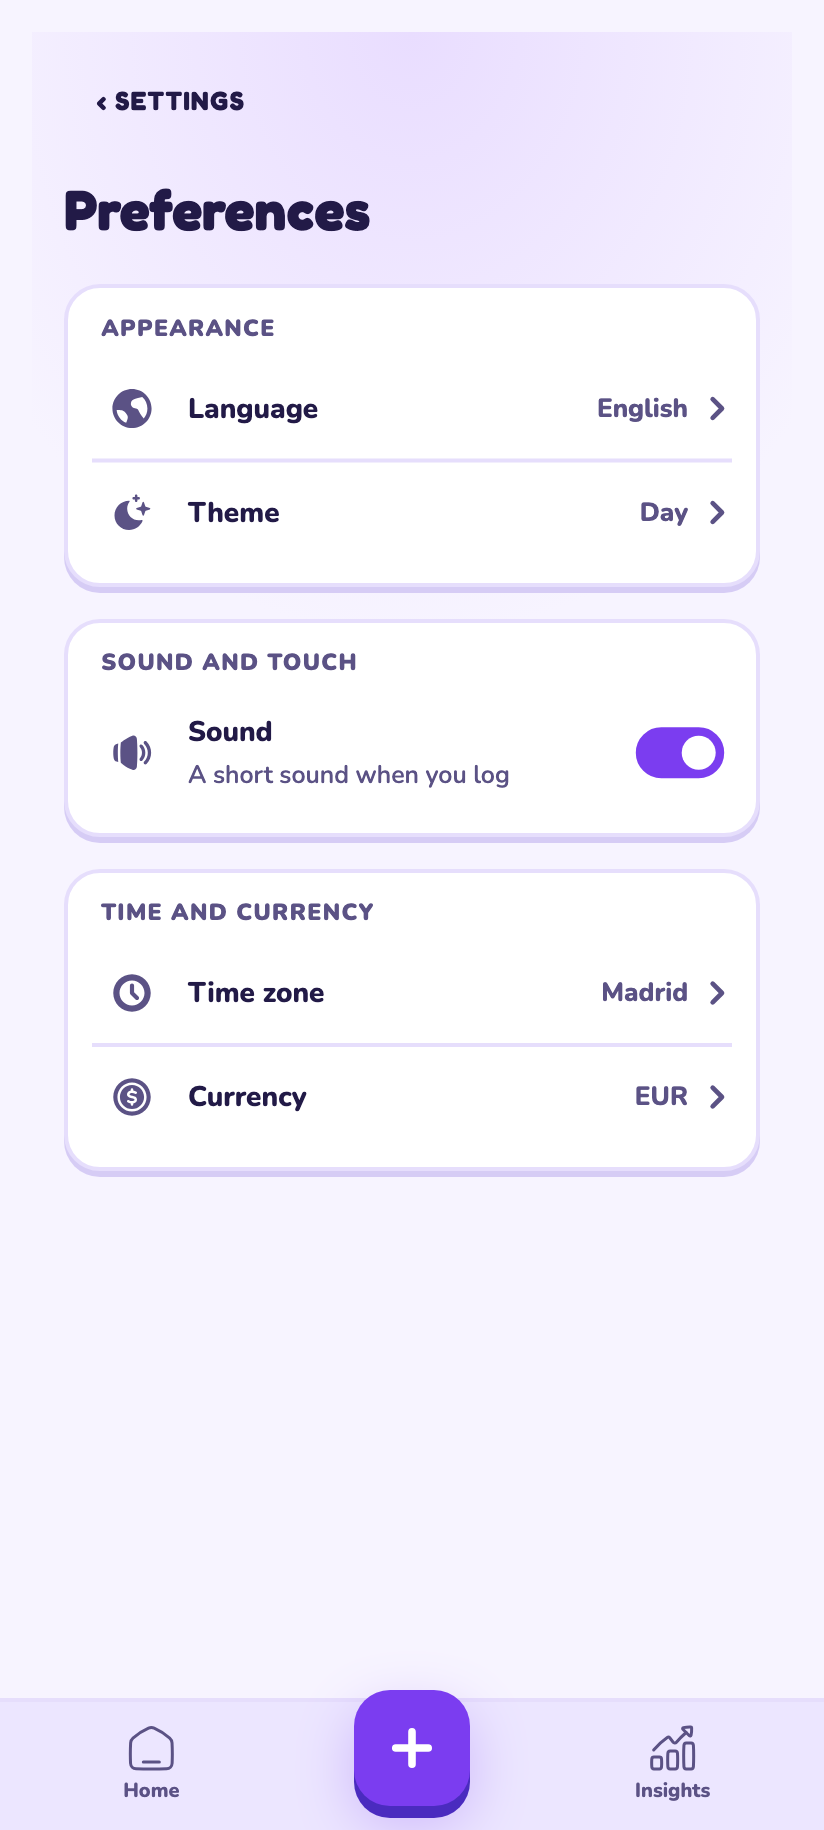 ‹ SETTINGS
Preferences
APPEARANCE
Language English
Theme Day
SOUND AND TOUCH
Sound
A short sound when you log
TIME AND CURRENCY
Time zone Madrid
Currency EUR
Home Insights